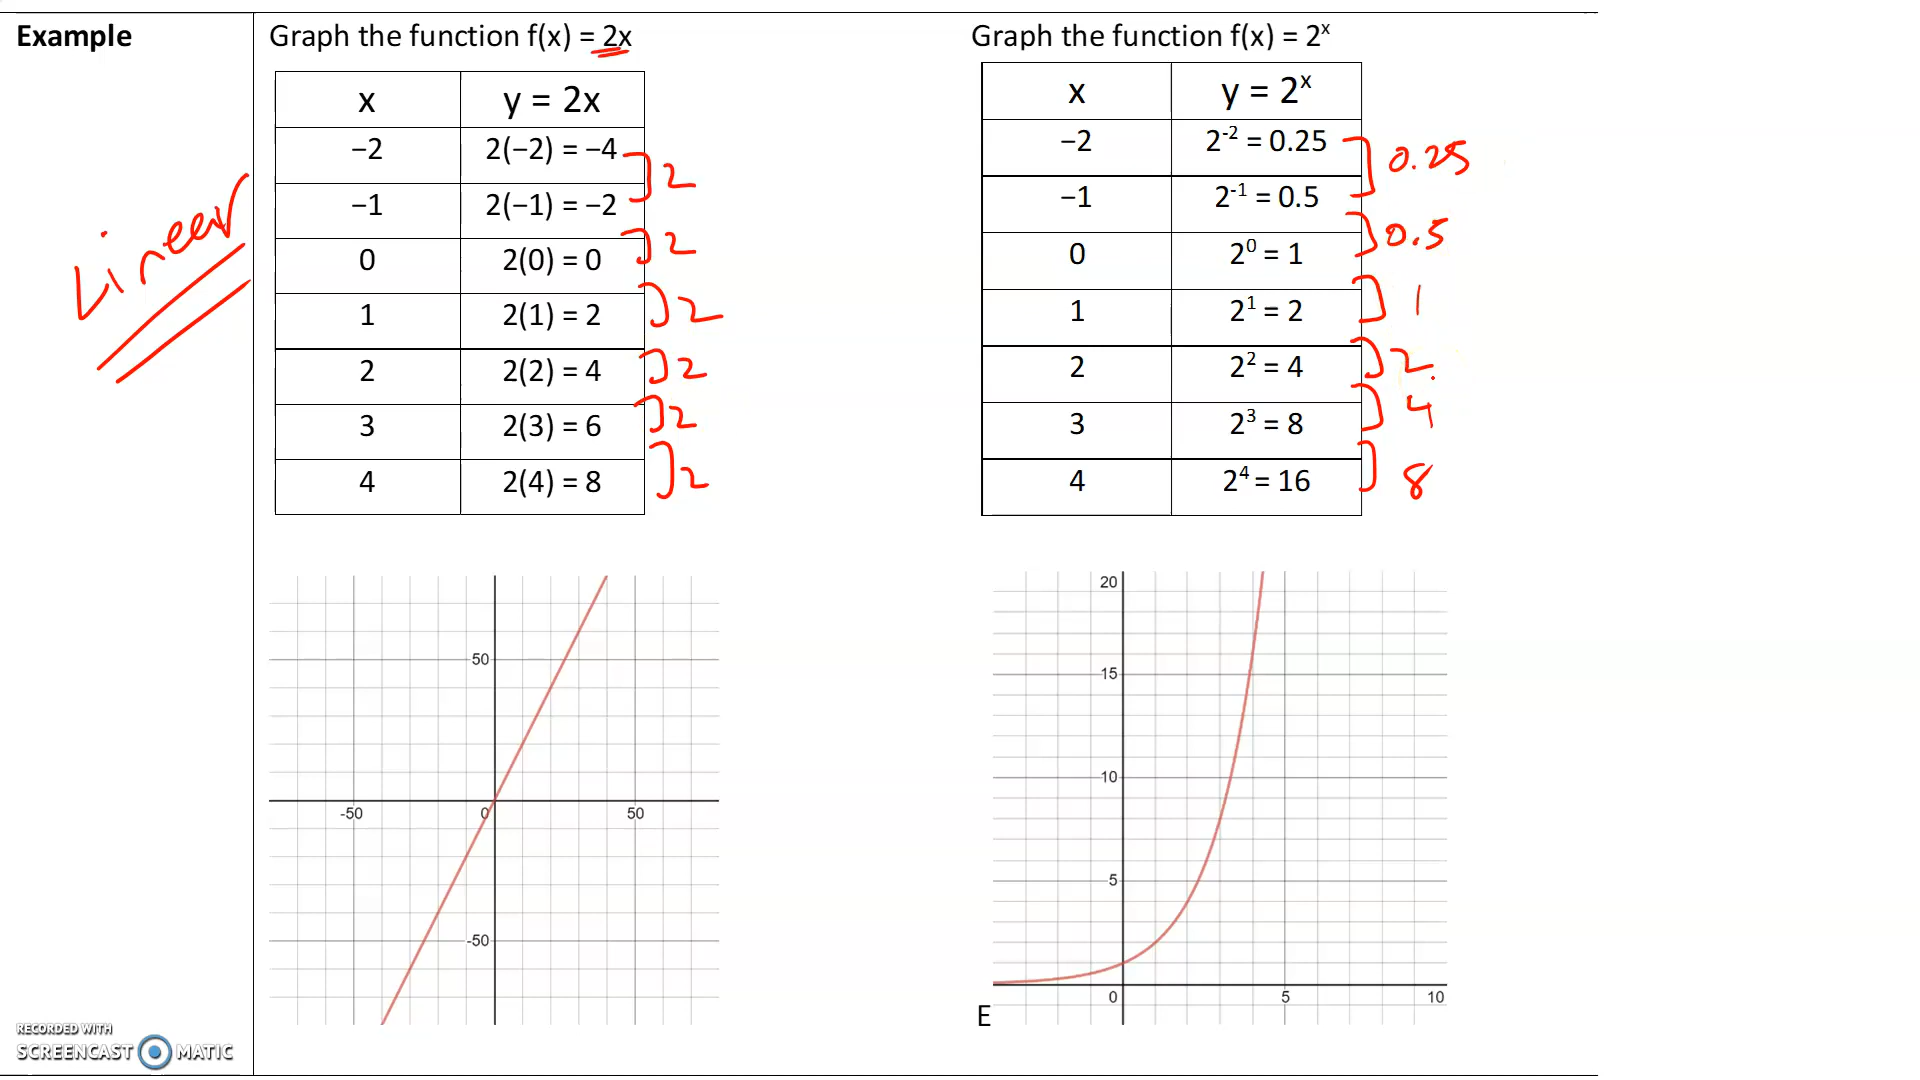 Example
Graph the function f(x) = 2x
x y = 2x
−2 2(−2) = −4
−1 2(−1) = −2
0 2(0) = 0
1 2(1) = 2
2 2(2) = 4
3 2(3) = 6
4 2(4) = 8
2
2
2
2
2
2
Linear
50
-50 0 50
-50
Graph the function f(x) = 2ˣ
x y = 2ˣ
−2 2⁻² = 0.25
−1 2⁻¹ = 0.5
0 2⁰ = 1
1 2¹ = 2
2 2² = 4
3 2³ = 8
4 2⁴ = 16
0.25
0.5
1
2.
4
8
20
15
10
5
0 5 10
E
RECORDED WITH
SCREENCAST MATIC